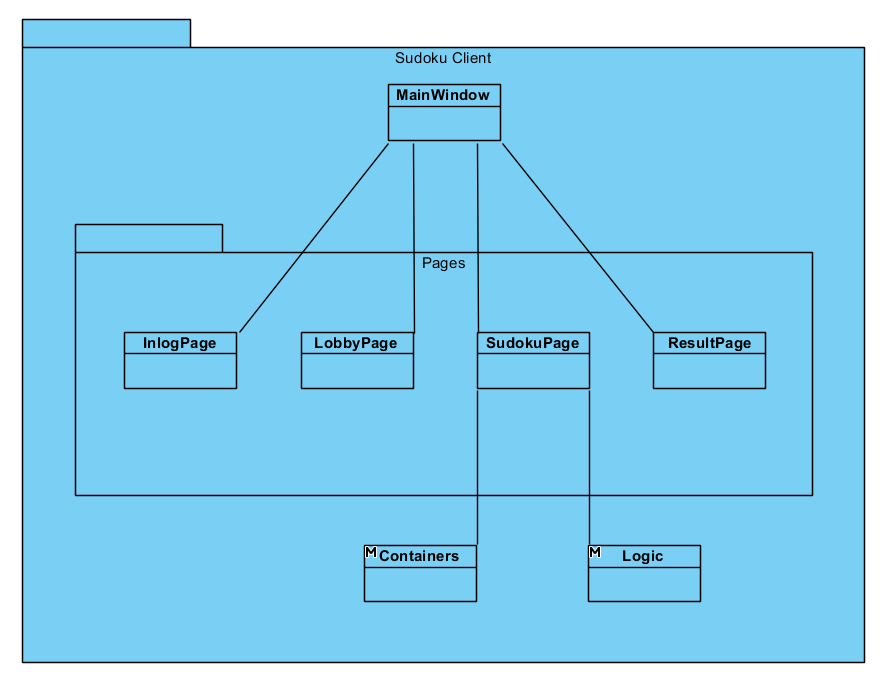 Sudoku Client
MainWindow
Pages
InlogPage
LobbyPage
SudokuPage
ResultPage
M Containers
M Logic